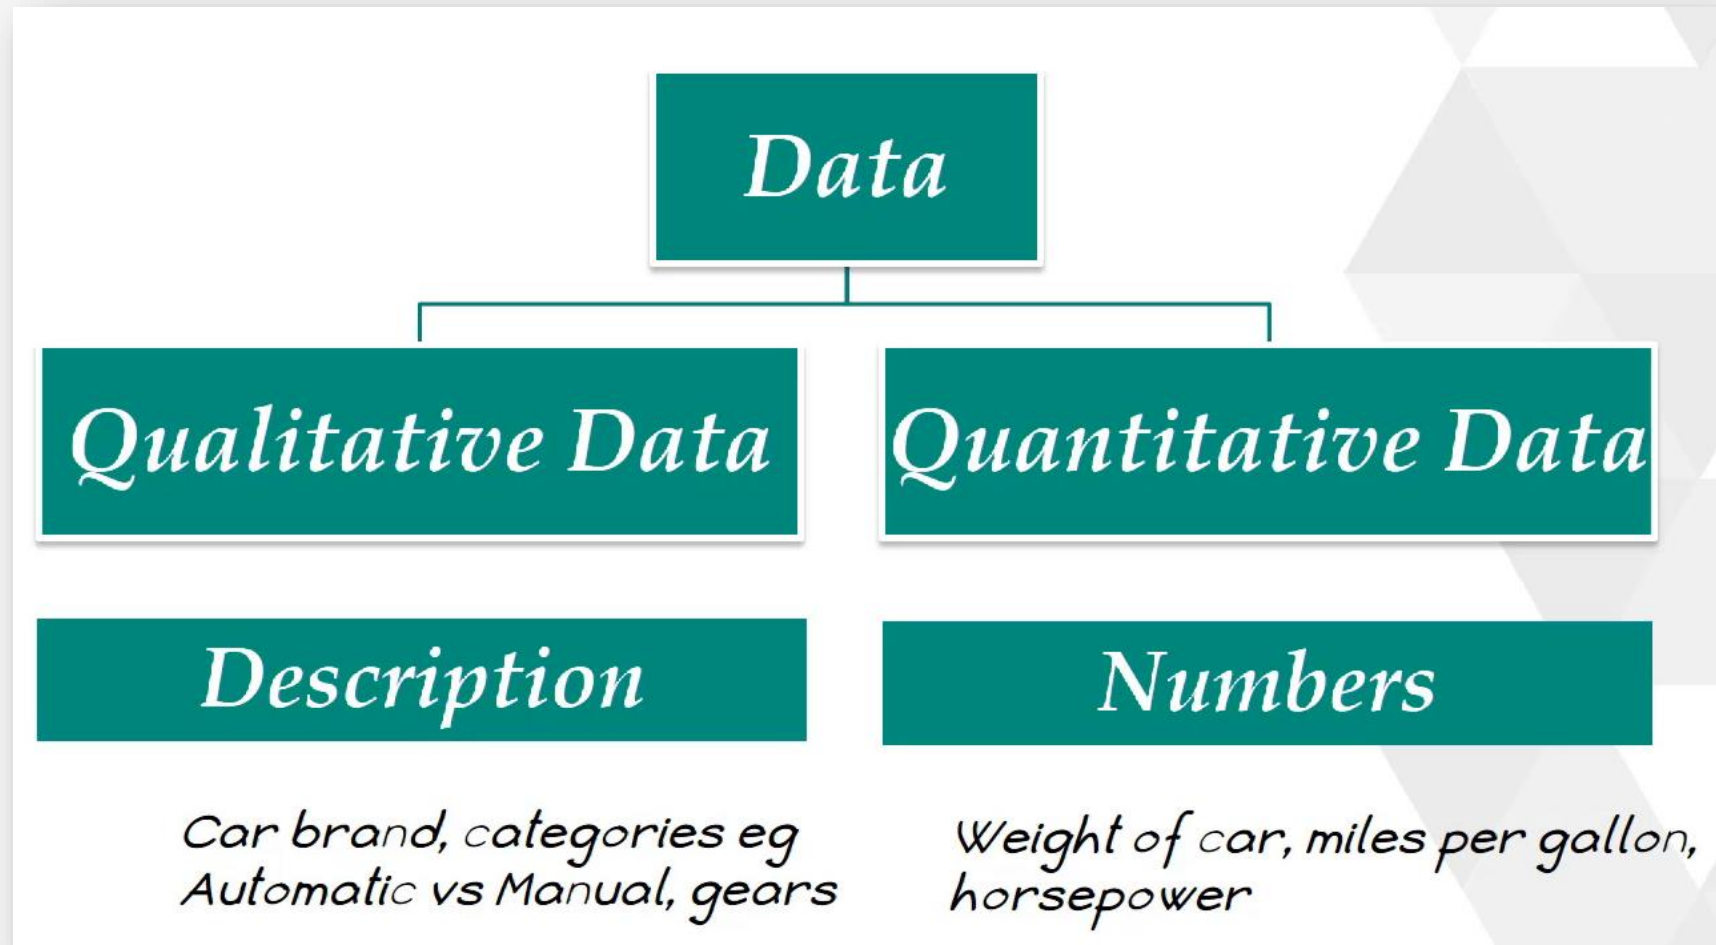 Data
Qualitative Data
Quantitative Data
Description
Numbers
Car brand, categories eg
Automatic vs Manual, gears
Weight of car, miles per gallon,
horsepower